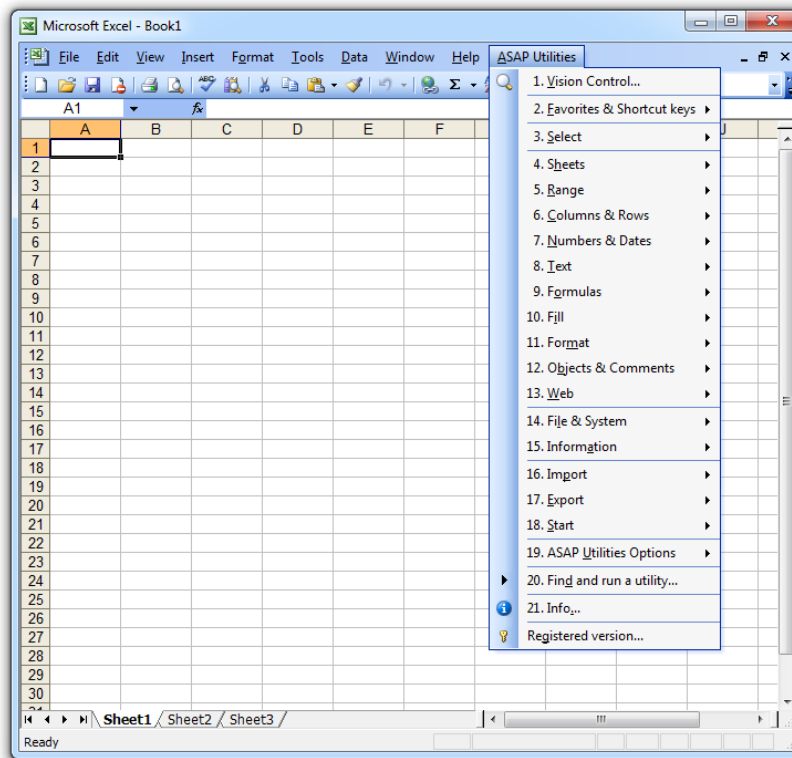 Microsoft Excel - Book1
File Edit View Insert Format Tools Data Window Help ASAP Utilities
A1 fx
A B C D E F J
1
2
3
4
5
6
7
8
9
10
11
12
13
14
15
16
17
18
19
20
21
22
23
24
25
26
27
28
29
30
1. Vision Control...
2. Favorites & Shortcut keys
3. Select
4. Sheets
5. Range
6. Columns & Rows
7. Numbers & Dates
8. Text
9. Formulas
10. Fill
11. Format
12. Objects & Comments
13. Web
14. File & System
15. Information
16. Import
17. Export
18. Start
19. ASAP Utilities Options
20. Find and run a utility...
21. Info...
Registered version...
Sheet1 Sheet2 Sheet3
Ready